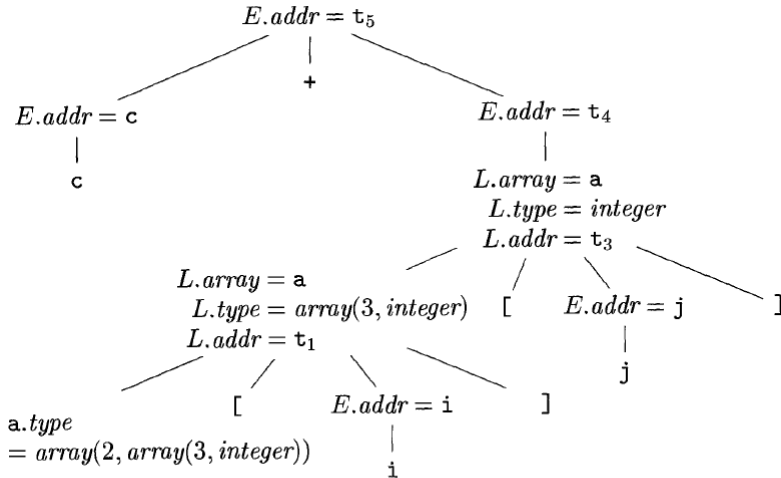 E.addr = t₅
+
E.addr = c
E.addr = t₄
c
L.array = a
L.type = integer
L.addr = t₃
L.array = a
L.type = array(3, integer)
L.addr = t₁
[
E.addr = j
]
j
a.type
= array(2, array(3, integer))
[
E.addr = i
]
i